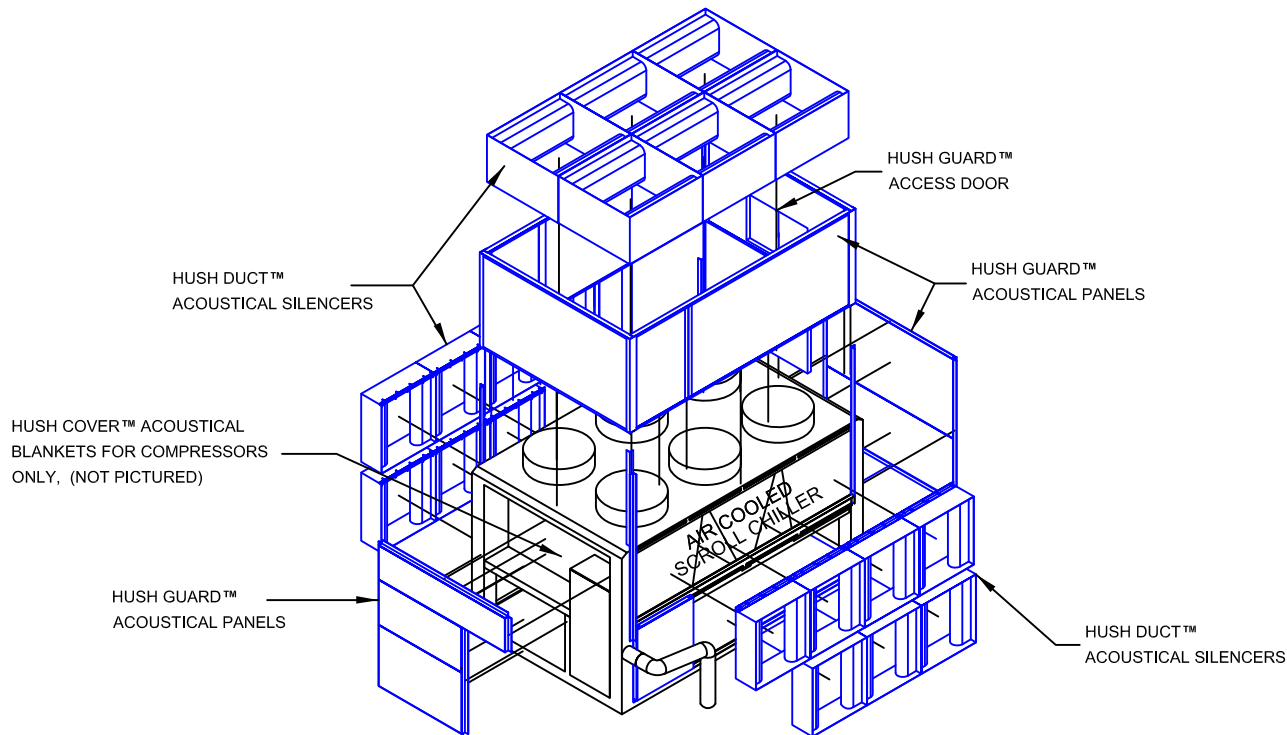 HUSH GUARD™
ACCESS DOOR
HUSH DUCT™
ACOUSTICAL SILENCERS
HUSH GUARD™
ACOUSTICAL PANELS
HUSH COVER™ ACOUSTICAL
BLANKETS FOR COMPRESSORS
ONLY, (NOT PICTURED)
AIR COOLED
SCROLL CHILLER
HUSH GUARD™
ACOUSTICAL PANELS
HUSH DUCT™
ACOUSTICAL SILENCERS